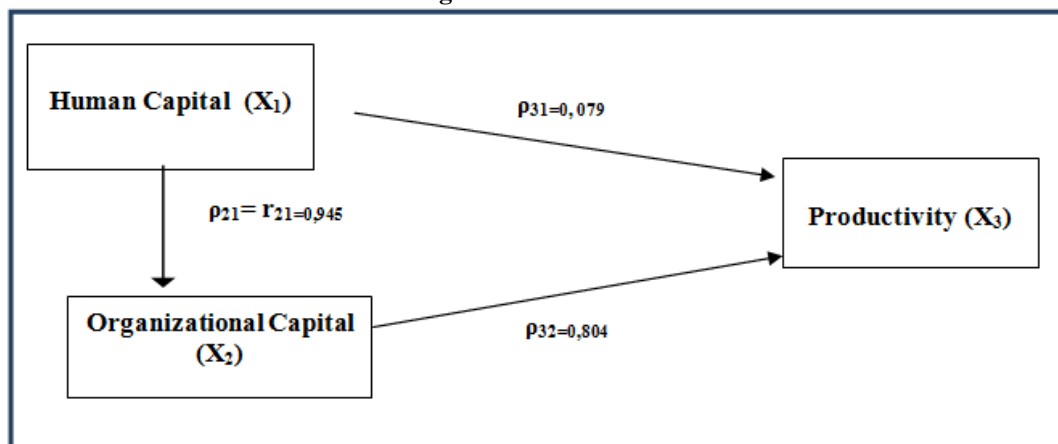 g
Human Capital (X₁)
ρ₃₁₌₀,₀₇₉
ρ₂₁= r₂₁₌₀,₉₄₅
Productivity (X₃)
Organizational Capital
(X₂)
ρ₃₂₌₀,₈₀₄